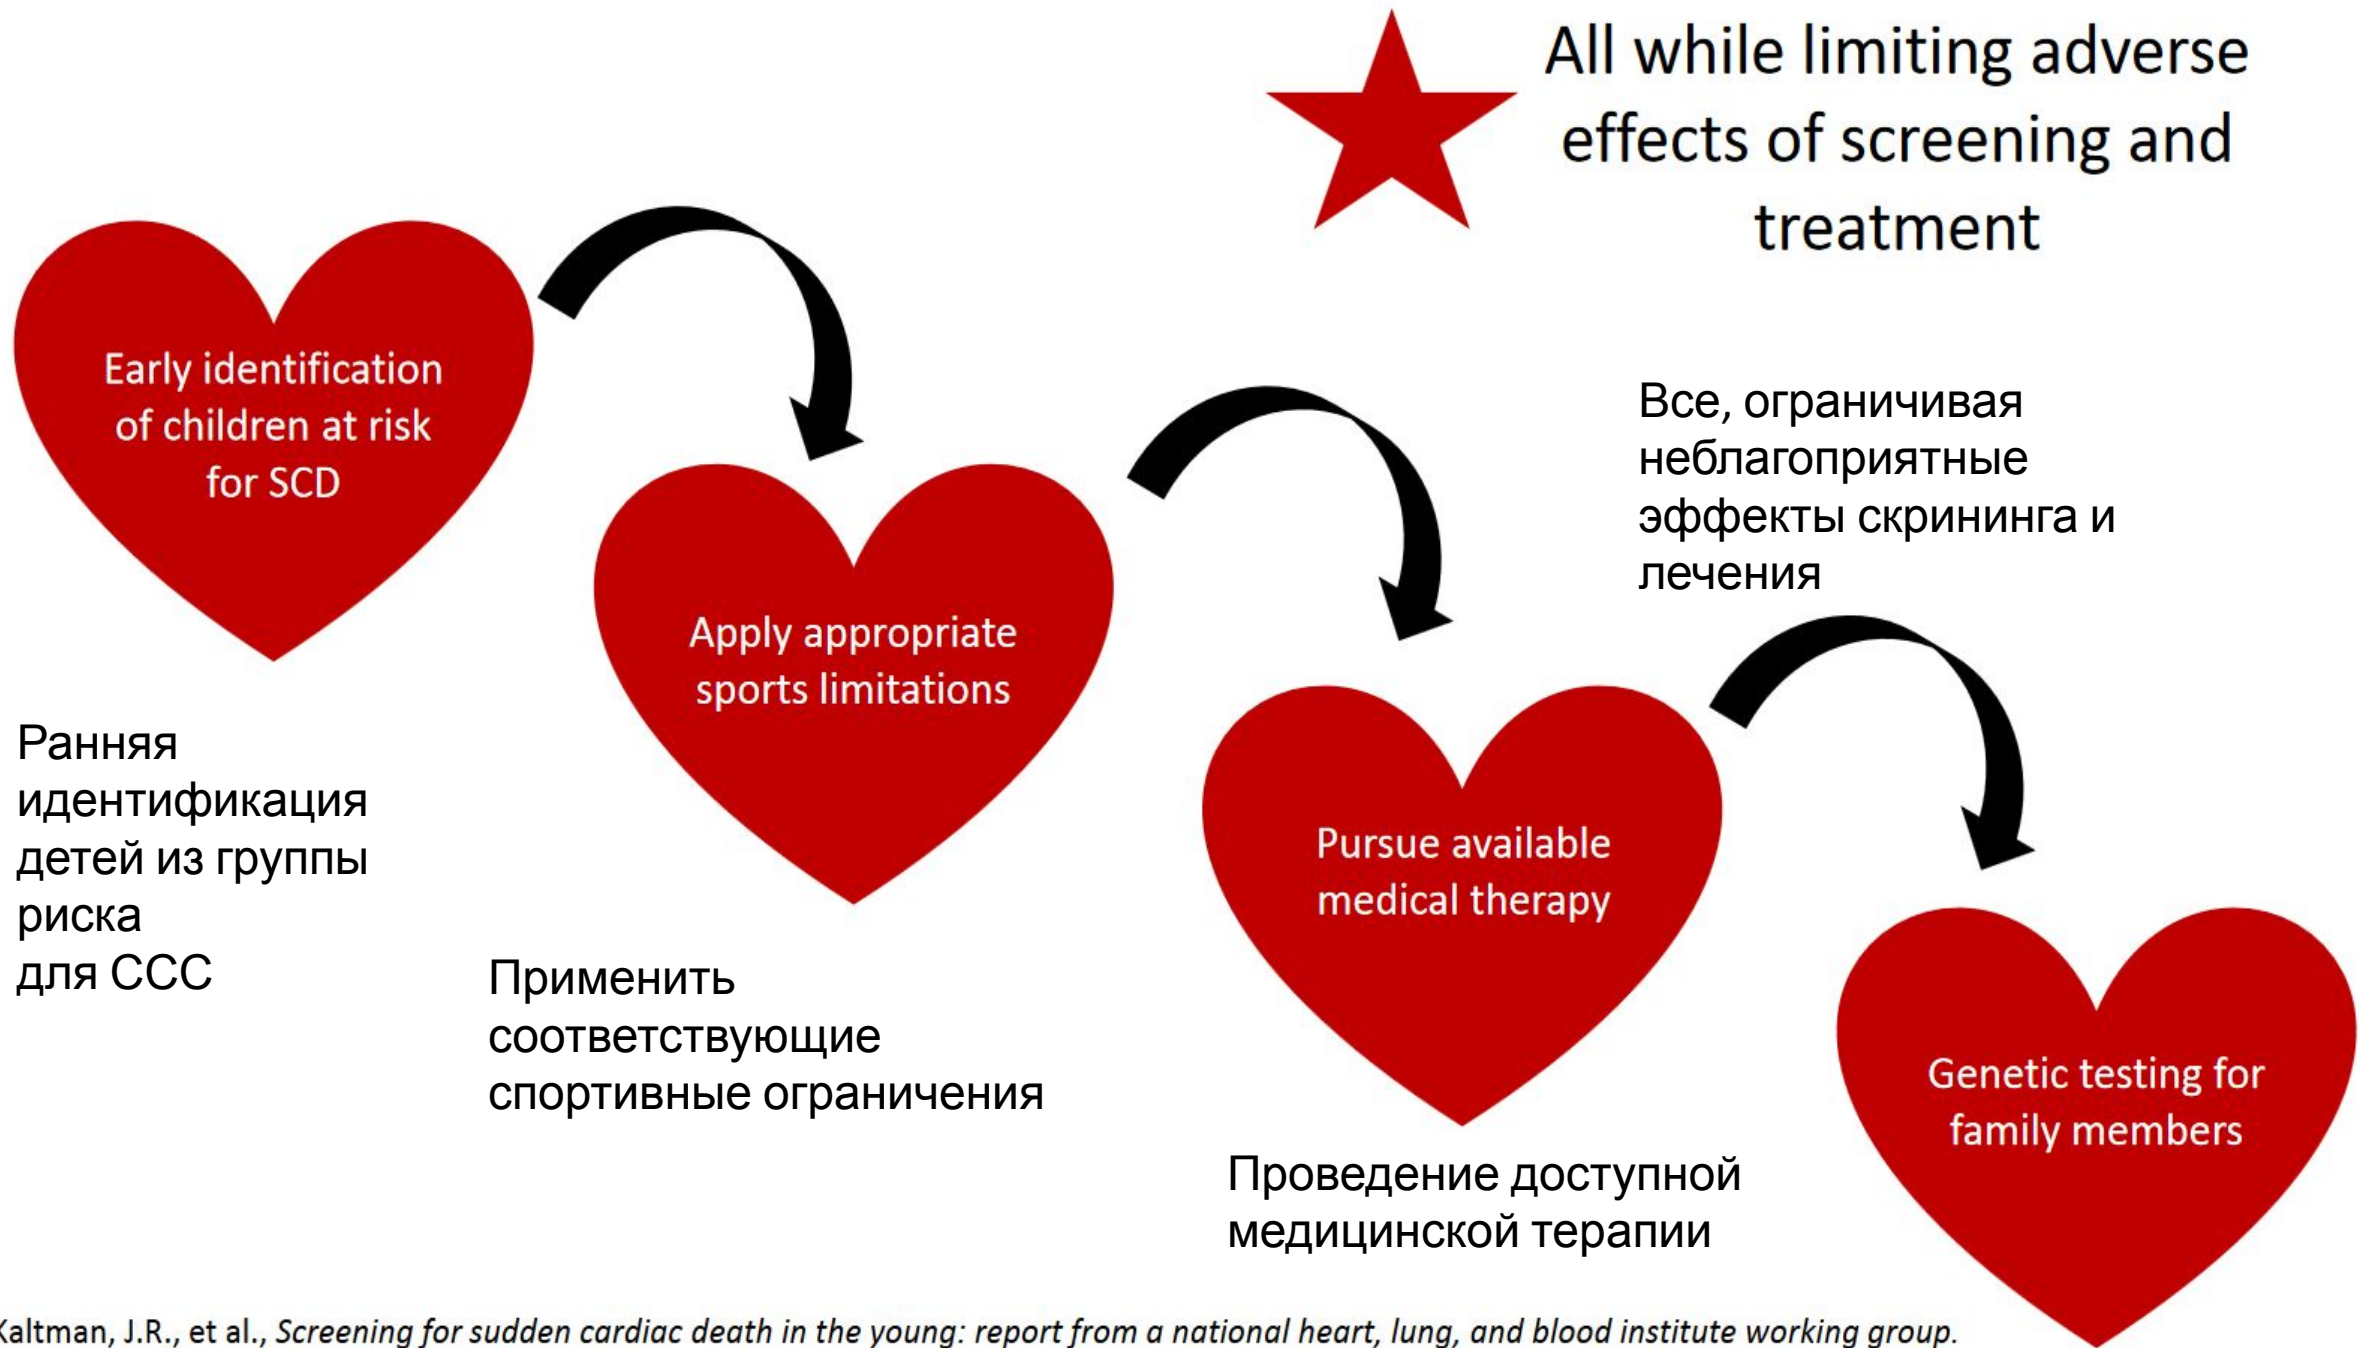 All while limiting adverse
effects of screening and
treatment
Early identification
of children at risk
for SCD
Apply appropriate
sports limitations
Все, ограничивая
неблагоприятные
эффекты скрининга и
лечения
Ранняя
идентификация
детей из группы
риска
для ССС
Pursue available
medical therapy
Применить
соответствующие
спортивные ограничения
Genetic testing for
family members
Проведение доступной
медицинской терапии
Kaltman, J.R., et al., Screening for sudden cardiac death in the young: report from a national heart, lung, and blood institute working group.